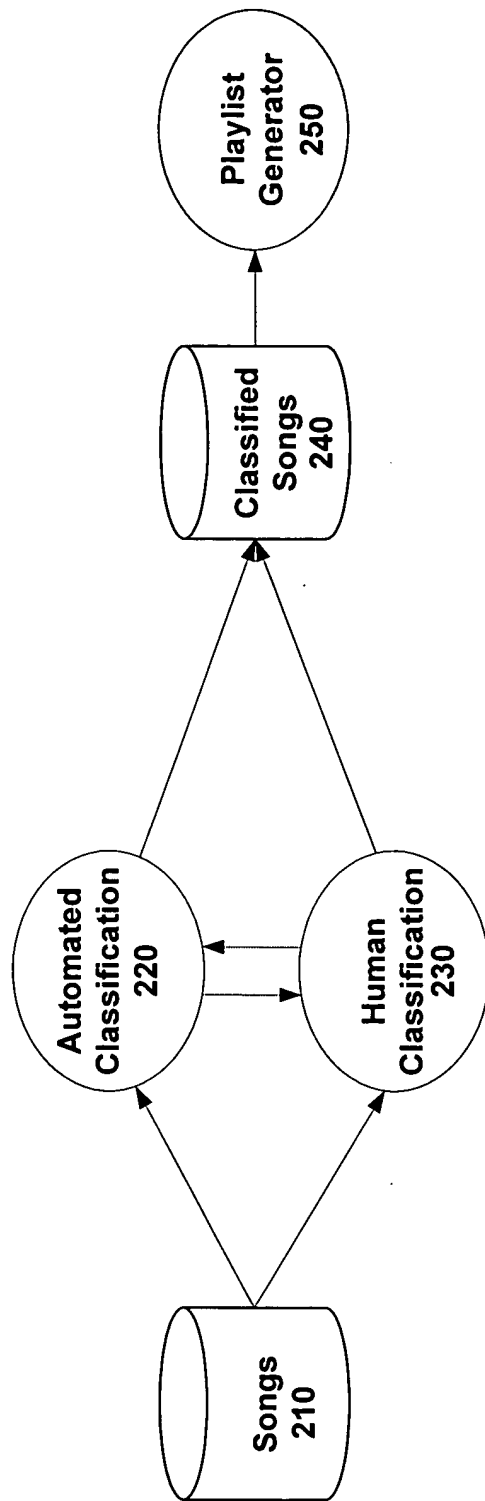 Songs
210
Automated
Classification
220
Human
Classification
230
Classified
Songs
240
Playlist
Generator
250